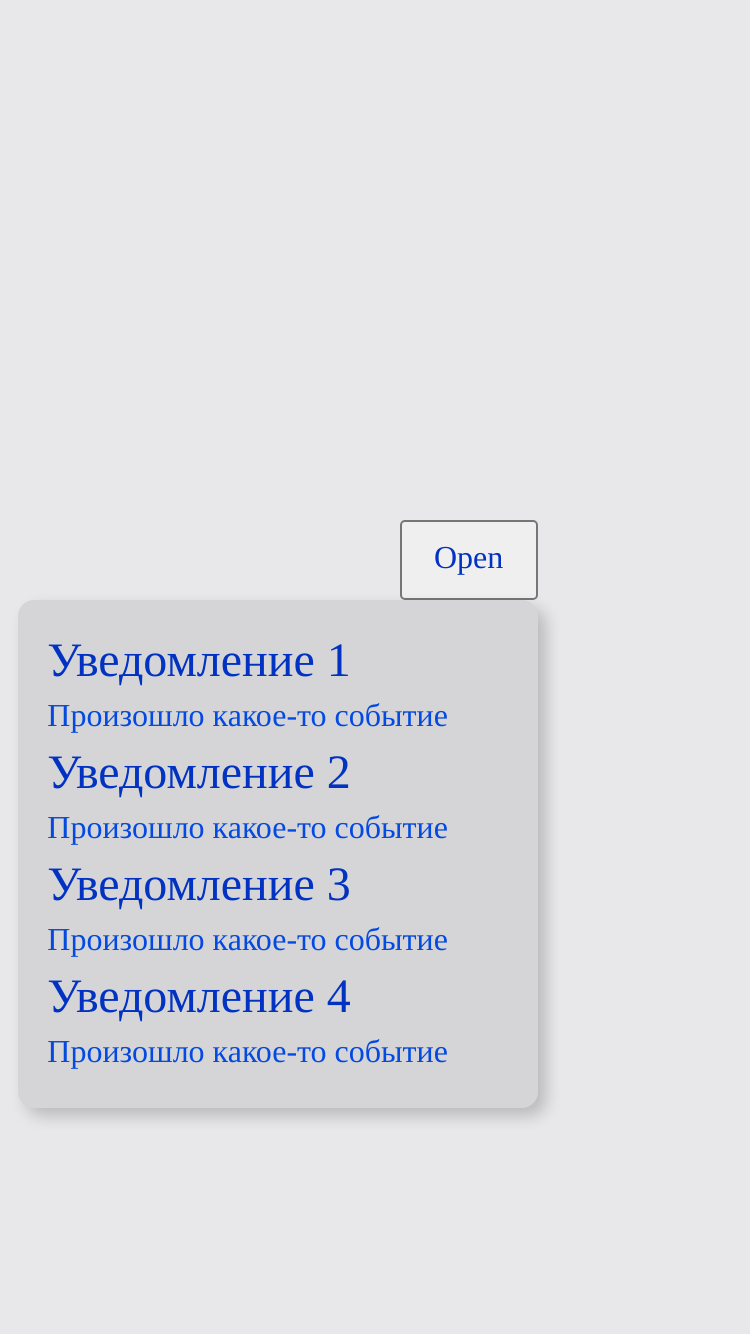 Open
Уведомление 1
Произошло какое-то событие
Уведомление 2
Произошло какое-то событие
Уведомление 3
Произошло какое-то событие
Уведомление 4
Произошло какое-то событие